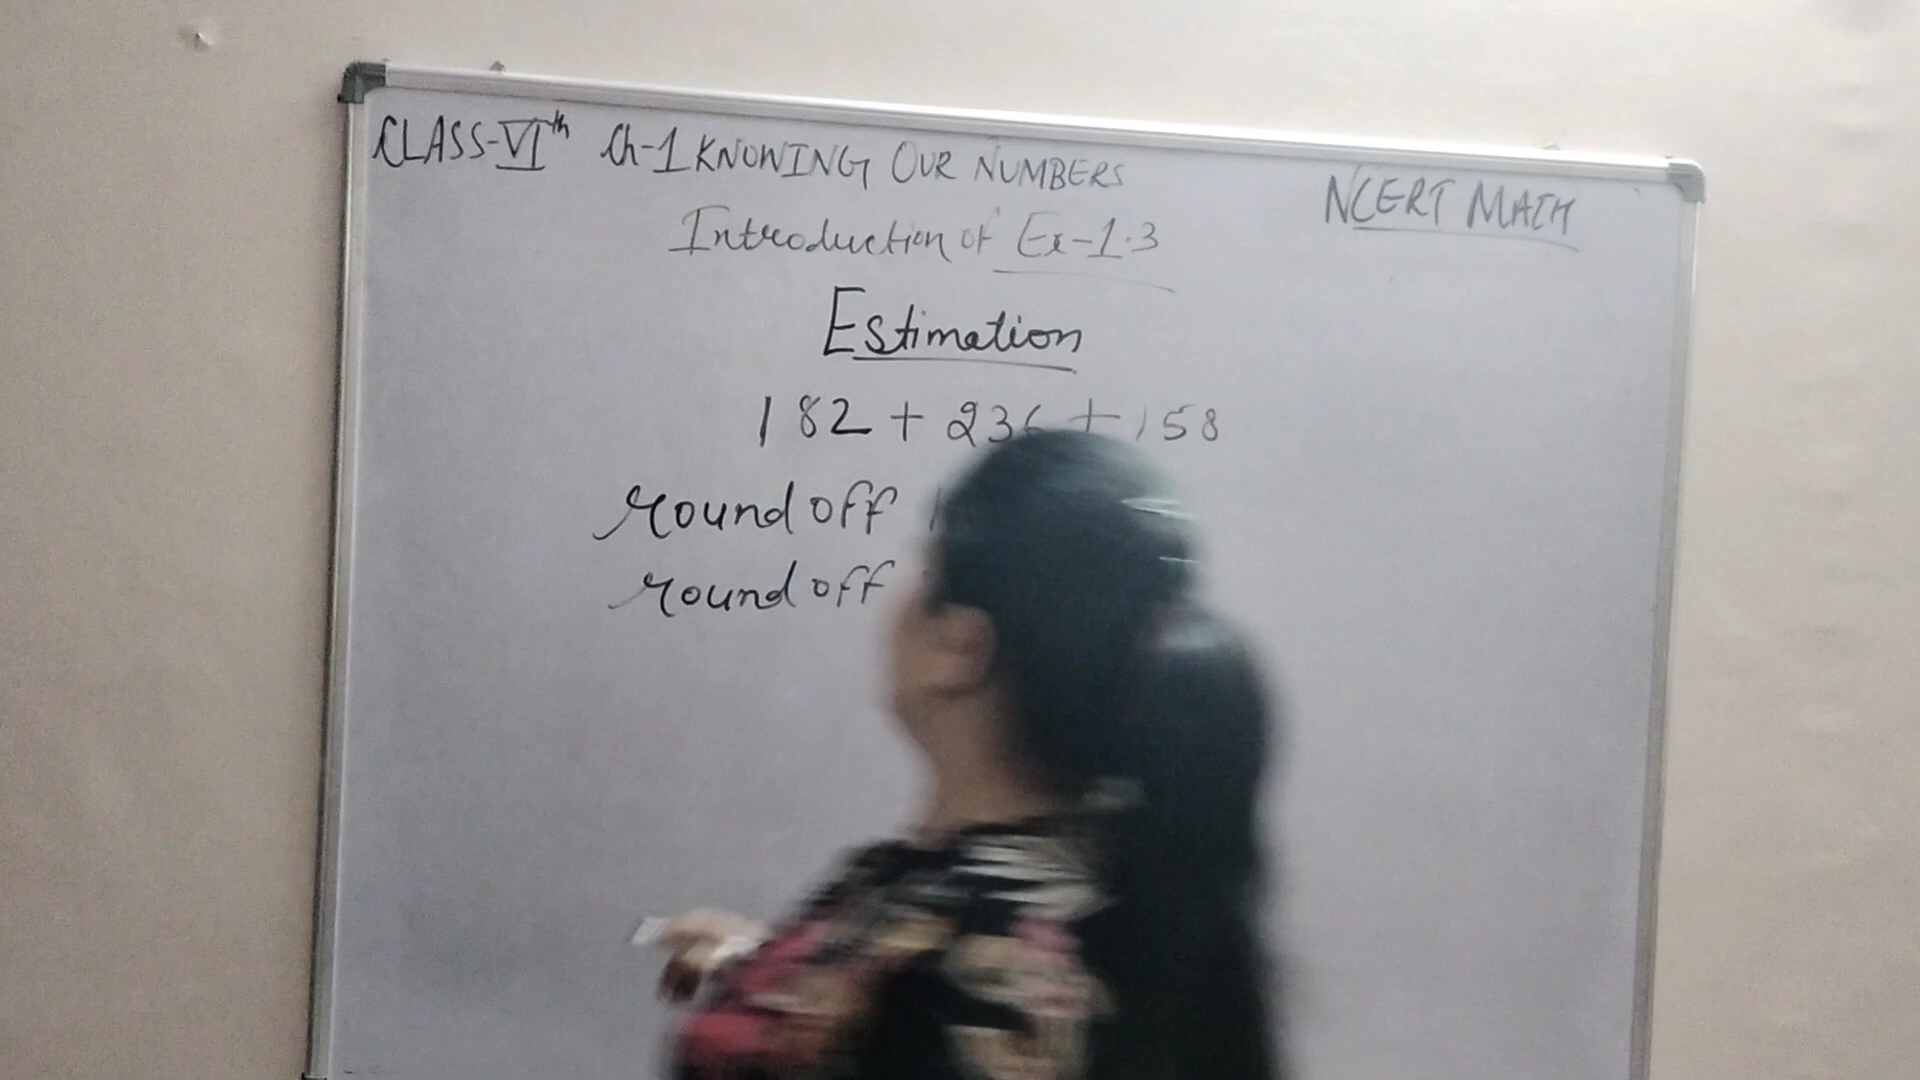 CLASS-VIth Ch-1 KNOWING OUR NUMBERS
NCERT MATH
Introduction of Ex-1.3
Estimation
182 + 236 + 158
round off
round off